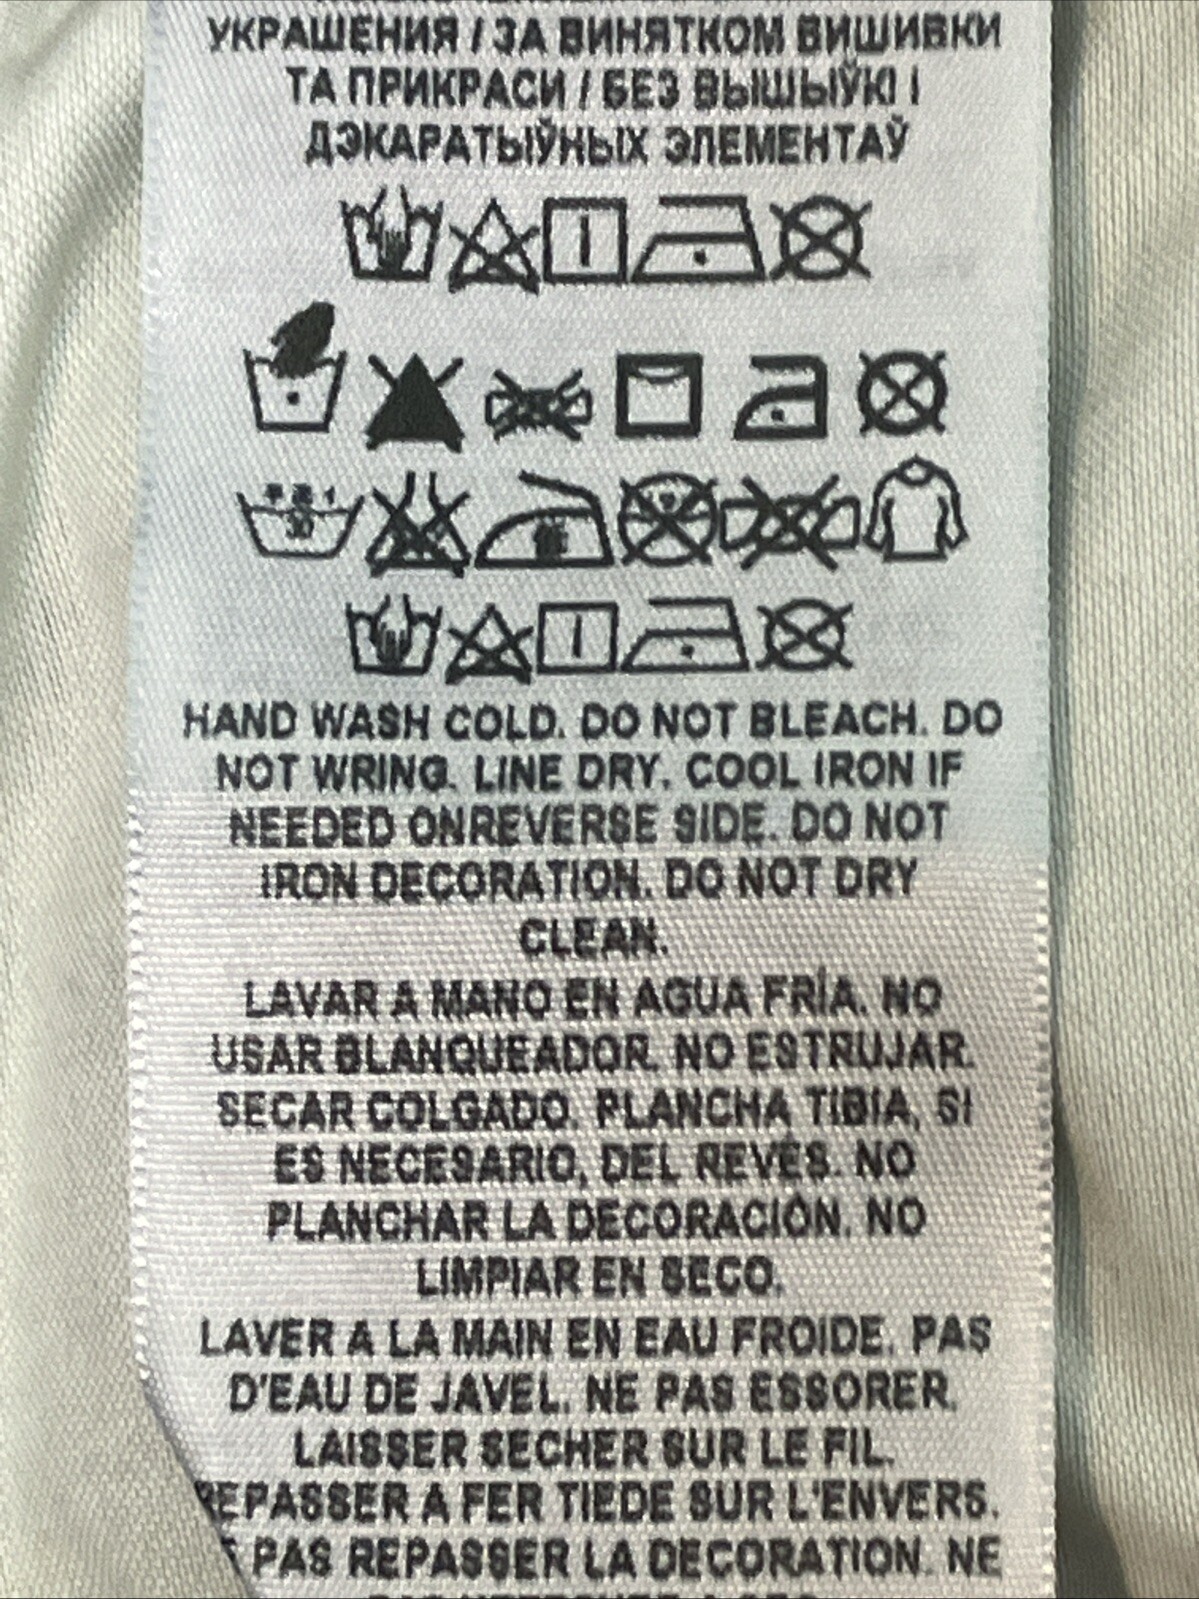 УКРАШЕНИЯ / ЗА ВИНЯТКОМ ВИШИВКИ
ТА ПРИКРАСИ / БЕЗ ВЫШЫЎКІ І
ДЭКАРАТЫЎНЫХ ЭЛЕМЕНТАЎ
30
HAND WASH COLD. DO NOT BLEACH. DO
NOT WRING. LINE DRY. COOL IRON IF
NEEDED ONREVERSE SIDE. DO NOT
IRON DECORATION. DO NOT DRY
CLEAN.
LAVAR A MANO EN AGUA FRÍA. NO
USAR BLANQUEADOR. NO ESTRUJAR.
SECAR COLGADO. PLANCHA TIBIA, SI
ES NECESARIO, DEL REVÉS. NO
PLANCHAR LA DECORACIÓN. NO
LIMPIAR EN SECO.
LAVER A LA MAIN EN EAU FROIDE. PAS
D'EAU DE JAVEL. NE PAS ESSORER.
LAISSER SECHER SUR LE FIL.
REPASSER A FER TIEDE SUR L'ENVERS.
PAS REPASSER LA DECORATION. NE